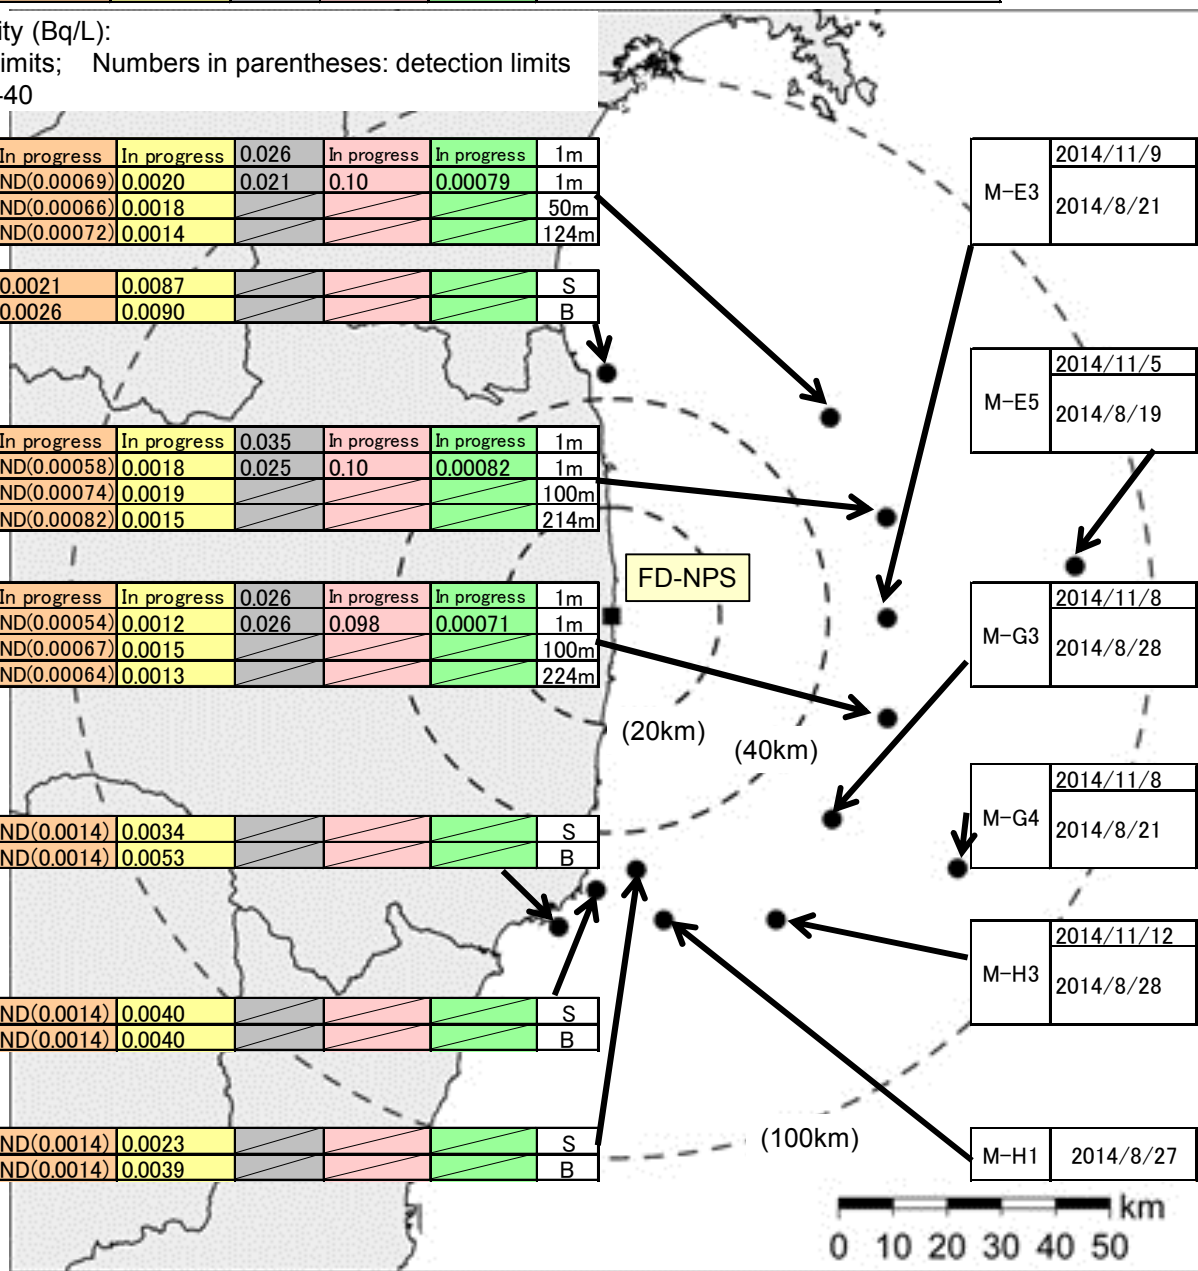 ity (Bq/L):
imits; Numbers in parentheses: detection limits
-40
In progress In progress 0.026 In progress In progress 1m
ND(0.00069) 0.0020 0.021 0.10 0.00079 1m
ND(0.00066) 0.0018 50m
ND(0.00072) 0.0014 124m
M-E3 2014/11/9
2014/8/21
0.0021 0.0087 S
0.0026 0.0090 B
M-E5 2014/11/5
2014/8/19
In progress In progress 0.035 In progress In progress 1m
ND(0.00058) 0.0018 0.025 0.10 0.00082 1m
ND(0.00074) 0.0019 100m
ND(0.00082) 0.0015 214m
FD-NPS
In progress In progress 0.026 In progress In progress 1m
ND(0.00054) 0.0012 0.026 0.098 0.00071 1m
ND(0.00067) 0.0015 100m
ND(0.00064) 0.0013 224m
M-G3 2014/11/8
2014/8/28
(20km)
(40km)
M-G4 2014/11/8
2014/8/21
ND(0.0014) 0.0034 S
ND(0.0014) 0.0053 B
M-H3 2014/11/12
2014/8/28
ND(0.0014) 0.0040 S
ND(0.0014) 0.0040 B
ND(0.0014) 0.0023 S
ND(0.0014) 0.0039 B
(100km)
M-H1 2014/8/27
km
0 10 20 30 40 50